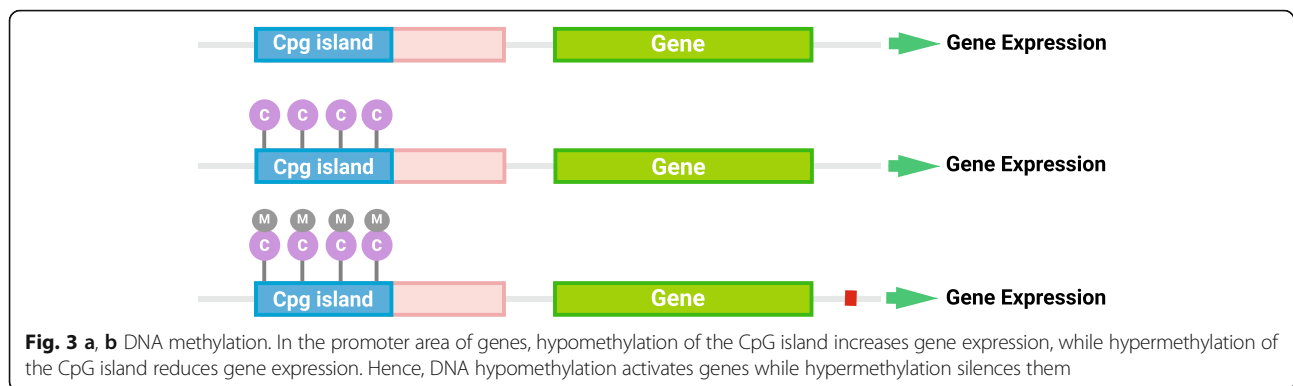 Cpg island Gene Gene Expression
C C C C
Cpg island Gene Gene Expression
M M M M
C C C C
Cpg island Gene Gene Expression
Fig. 3 a, b DNA methylation. In the promoter area of genes, hypomethylation of the CpG island increases gene expression, while hypermethylation of
the CpG island reduces gene expression. Hence, DNA hypomethylation activates genes while hypermethylation silences them